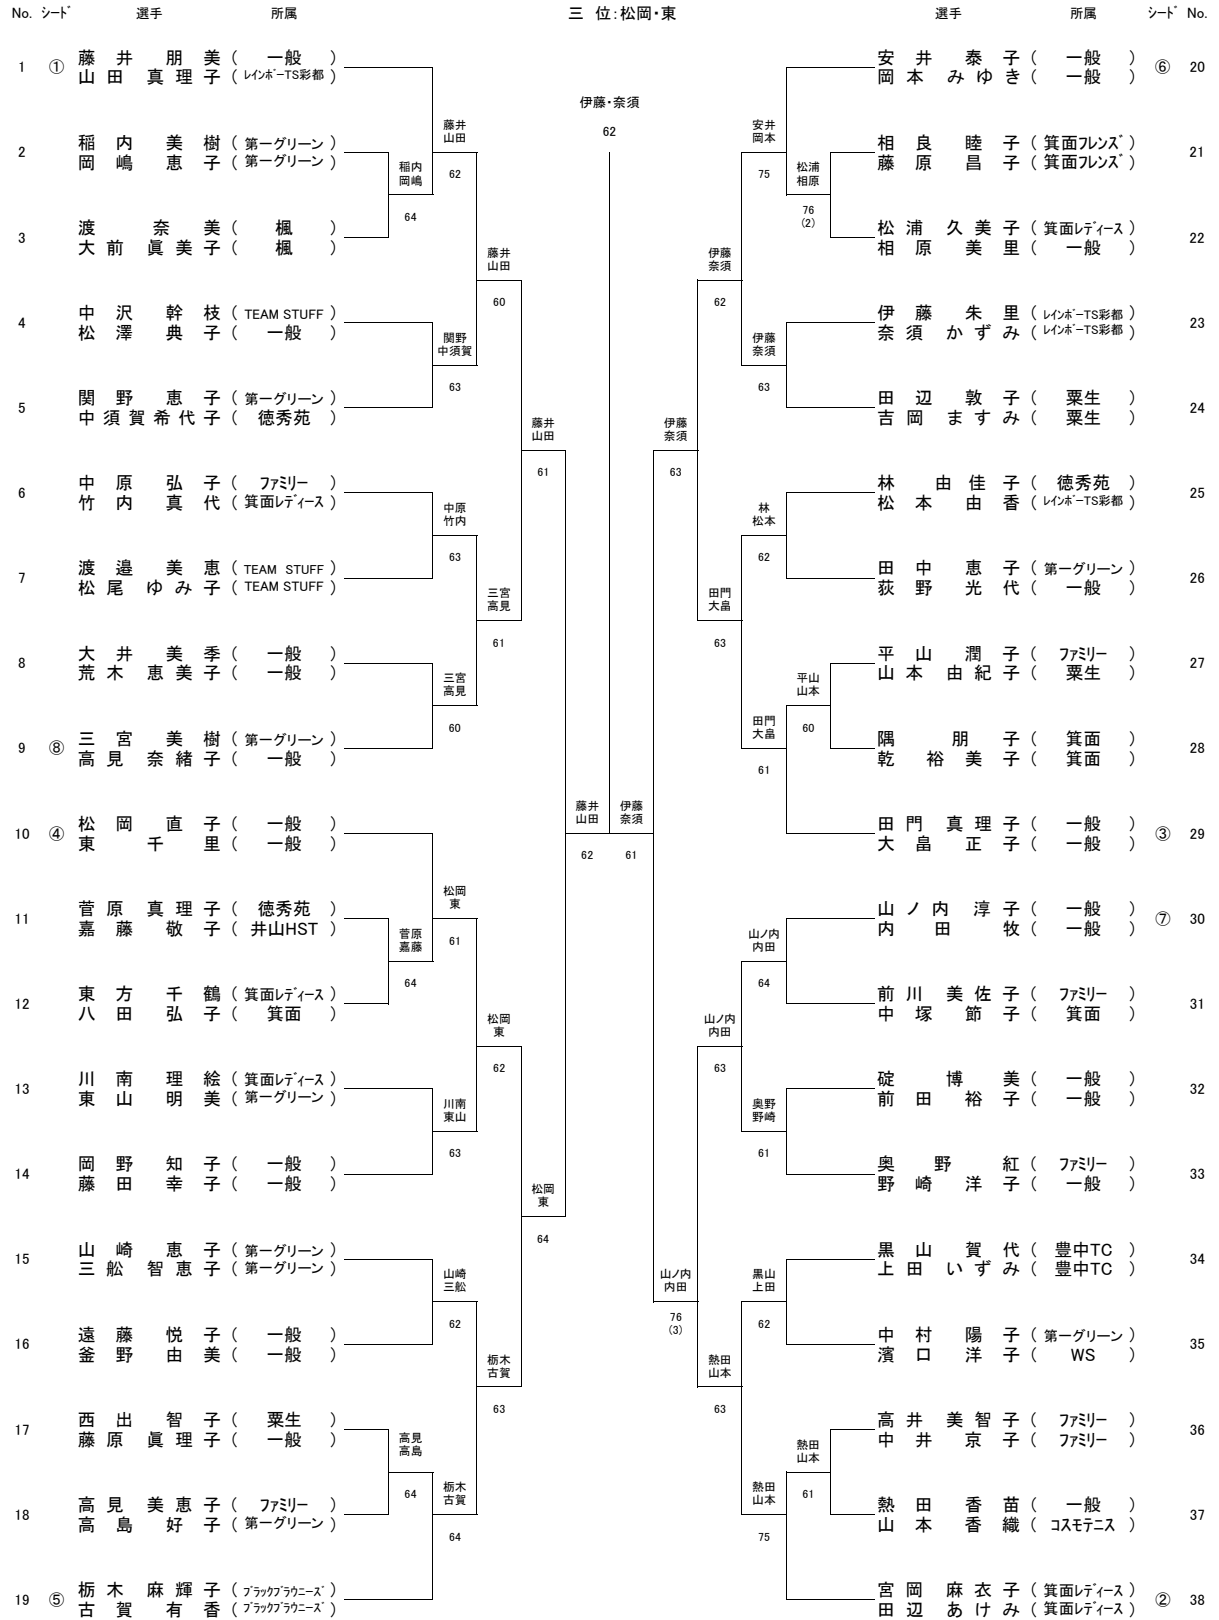 No. シード 選手 所属 三 位:松岡・東 選手 所属 シード No.
1 ① 藤井朋美 ( 一般 )
山田真理子 ( レインボーTS彩都 )
2 稲内美樹 ( 第一グリーン )
岡嶋恵子 ( 第一グリーン )
3 渡奈美 ( 楓 )
大前眞美子 ( 楓 )
4 中沢幹枝 ( TEAM STUFF )
松澤典子 ( 一般 )
5 関野恵子 ( 第一グリーン )
中須賀希代子 ( 徳秀苑 )
6 中原弘子 ( ファミリー )
竹内真代 ( 箕面レディース )
7 渡邉美恵 ( TEAM STUFF )
松尾ゆみ子 ( TEAM STUFF )
8 大井美季 ( 一般 )
荒木恵美子 ( 一般 )
9 ⑧ 三宮美樹 ( 第一グリーン )
高見奈緒子 ( 一般 )
10 ④ 松岡直子 ( 一般 )
東千里 ( 一般 )
11 菅原真理子 ( 徳秀苑 )
嘉藤敬子 ( 井山HST )
12 東方千鶴 ( 箕面レディース )
八田弘子 ( 箕面 )
13 川南理絵 ( 箕面レディース )
東山明美 ( 第一グリーン )
14 岡野知子 ( 一般 )
藤田幸子 ( 一般 )
15 山崎恵子 ( 第一グリーン )
三舩智恵子 ( 第一グリーン )
16 遠藤悦子 ( 一般 )
釜野由美 ( 一般 )
17 西出智子 ( 粟生 )
藤原眞理子 ( 一般 )
18 高見美恵子 ( ファミリー )
高島好子 ( 第一グリーン )
19 ⑤ 栃木麻輝子 ( ブラックブラウニーズ )
古賀有香 ( ブラックブラウニーズ )
稲内
岡嶋
64
菅原
嘉藤
64
高見
高島
64
藤井
山田
62
関野
中須賀
63
中原
竹内
63
三宮
高見
60
松岡
東
61
川南
東山
63
山崎
三舩
62
栃木
古賀
64
藤井
山田
60
三宮
高見
61
松岡
東
62
栃木
古賀
63
藤井
山田
61
松岡
東
64
藤井
山田
62
伊藤・奈須
62
伊藤
奈須
61
伊藤
奈須
63
山ノ内
内田
76
(3)
伊藤
奈須
62
田門
大畠
63
山ノ内
内田
63
熱田
山本
63
安井
岡本
75
伊藤
奈須
63
林
松本
62
田門
大畠
61
山ノ内
内田
64
奥野
野崎
61
黒山
上田
62
熱田
山本
75
松浦
相原
76
(2)
平山
山本
60
熱田
山本
61
安井泰子 ( 一般 ) ⑥ 20
岡本みゆき ( 一般 )
相良睦子 ( 箕面フレンズ ) 21
藤原昌子 ( 箕面フレンズ )
松浦久美子 ( 箕面レディース ) 22
相原美里 ( 一般 )
伊藤朱里 ( レインボーTS彩都 ) 23
奈須かずみ ( レインボーTS彩都 )
田辺敦子 ( 粟生 ) 24
吉岡ますみ ( 粟生 )
林由佳子 ( 徳秀苑 ) 25
松本由香 ( レインボーTS彩都 )
田中恵子 ( 第一グリーン ) 26
荻野光代 ( 一般 )
平山潤子 ( ファミリー ) 27
山本由紀子 ( 粟生 )
隅朋子 ( 箕面 ) 28
乾裕美子 ( 箕面 )
田門真理子 ( 一般 ) ③ 29
大畠正子 ( 一般 )
山ノ内淳子 ( 一般 ) ⑦ 30
内田牧 ( 一般 )
前川美佐子 ( ファミリー ) 31
中塚節子 ( 箕面 )
碇博美 ( 一般 ) 32
前田裕子 ( 一般 )
奥野紅 ( ファミリー ) 33
野崎洋子 ( 一般 )
黒山賀代 ( 豊中TC ) 34
上田いずみ ( 豊中TC )
中村陽子 ( 第一グリーン ) 35
濱口洋子 ( WS )
高井美智子 ( ファミリー ) 36
中井京子 ( ファミリー )
熱田香苗 ( 一般 ) 37
山本香織 ( コスモテニス )
宮岡麻衣子 ( 箕面レディース ) ② 38
田辺あけみ ( 箕面レディース )